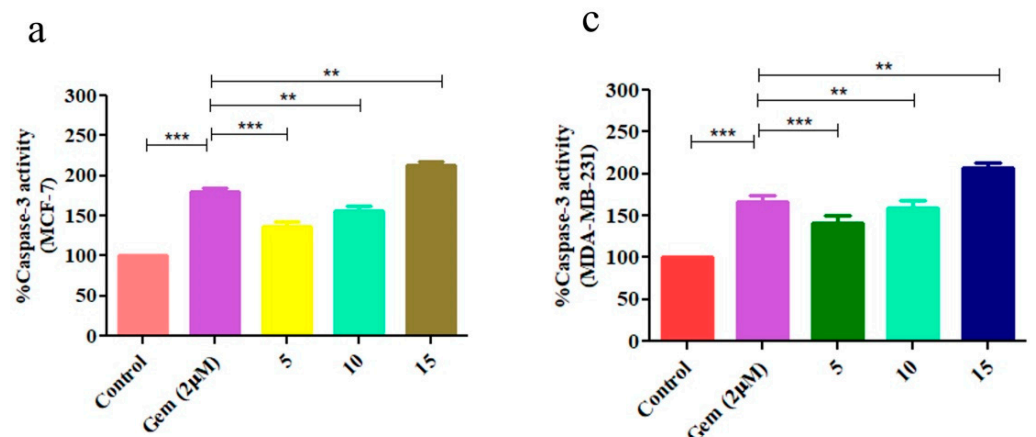 a
%Caspase-3 activity
(MCF-7)
300
250
200
150
100
50
0
***
***
**
**
Control
Gem (2µM)
5
10
15
c
%Caspase-3 activity
(MDA-MB-231)
300
250
200
150
100
50
0
***
***
**
**
Control
Gem (2µM)
5
10
15